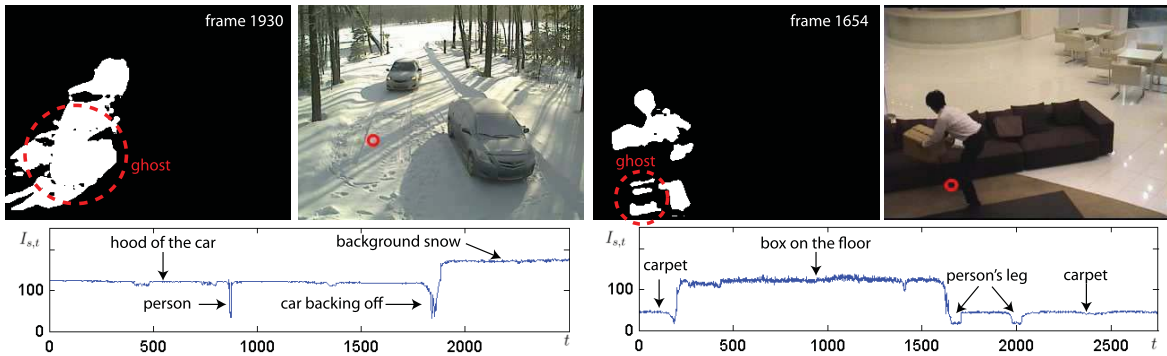 frame 1930
ghost
frame 1654
ghost
I_{s,t}
hood of the car
background snow
person
car backing off
100
0
0
500
1000
1500
2000
t
I_{s,t}
carpet
box on the floor
person's leg
carpet
100
0
0
500
1000
1500
2000
2500
t